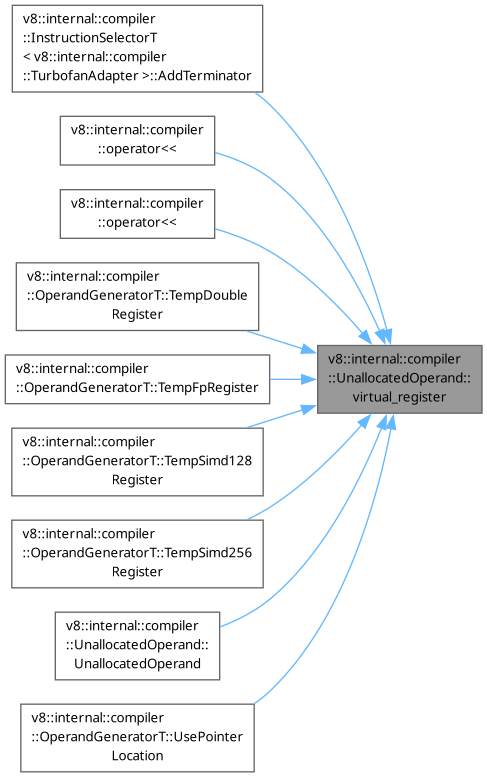 v8::internal::compiler
::InstructionSelectorT
< v8::internal::compiler
::TurbofanAdapter >::AddTerminator
v8::internal::compiler
::operator<<
v8::internal::compiler
::operator<<
v8::internal::compiler
::OperandGeneratorT::TempDouble
Register
v8::internal::compiler
::OperandGeneratorT::TempFpRegister
v8::internal::compiler
::OperandGeneratorT::TempSimd128
Register
v8::internal::compiler
::OperandGeneratorT::TempSimd256
Register
v8::internal::compiler
::UnallocatedOperand::
UnallocatedOperand
v8::internal::compiler
::OperandGeneratorT::UsePointer
Location
v8::internal::compiler
::UnallocatedOperand::
virtual_register